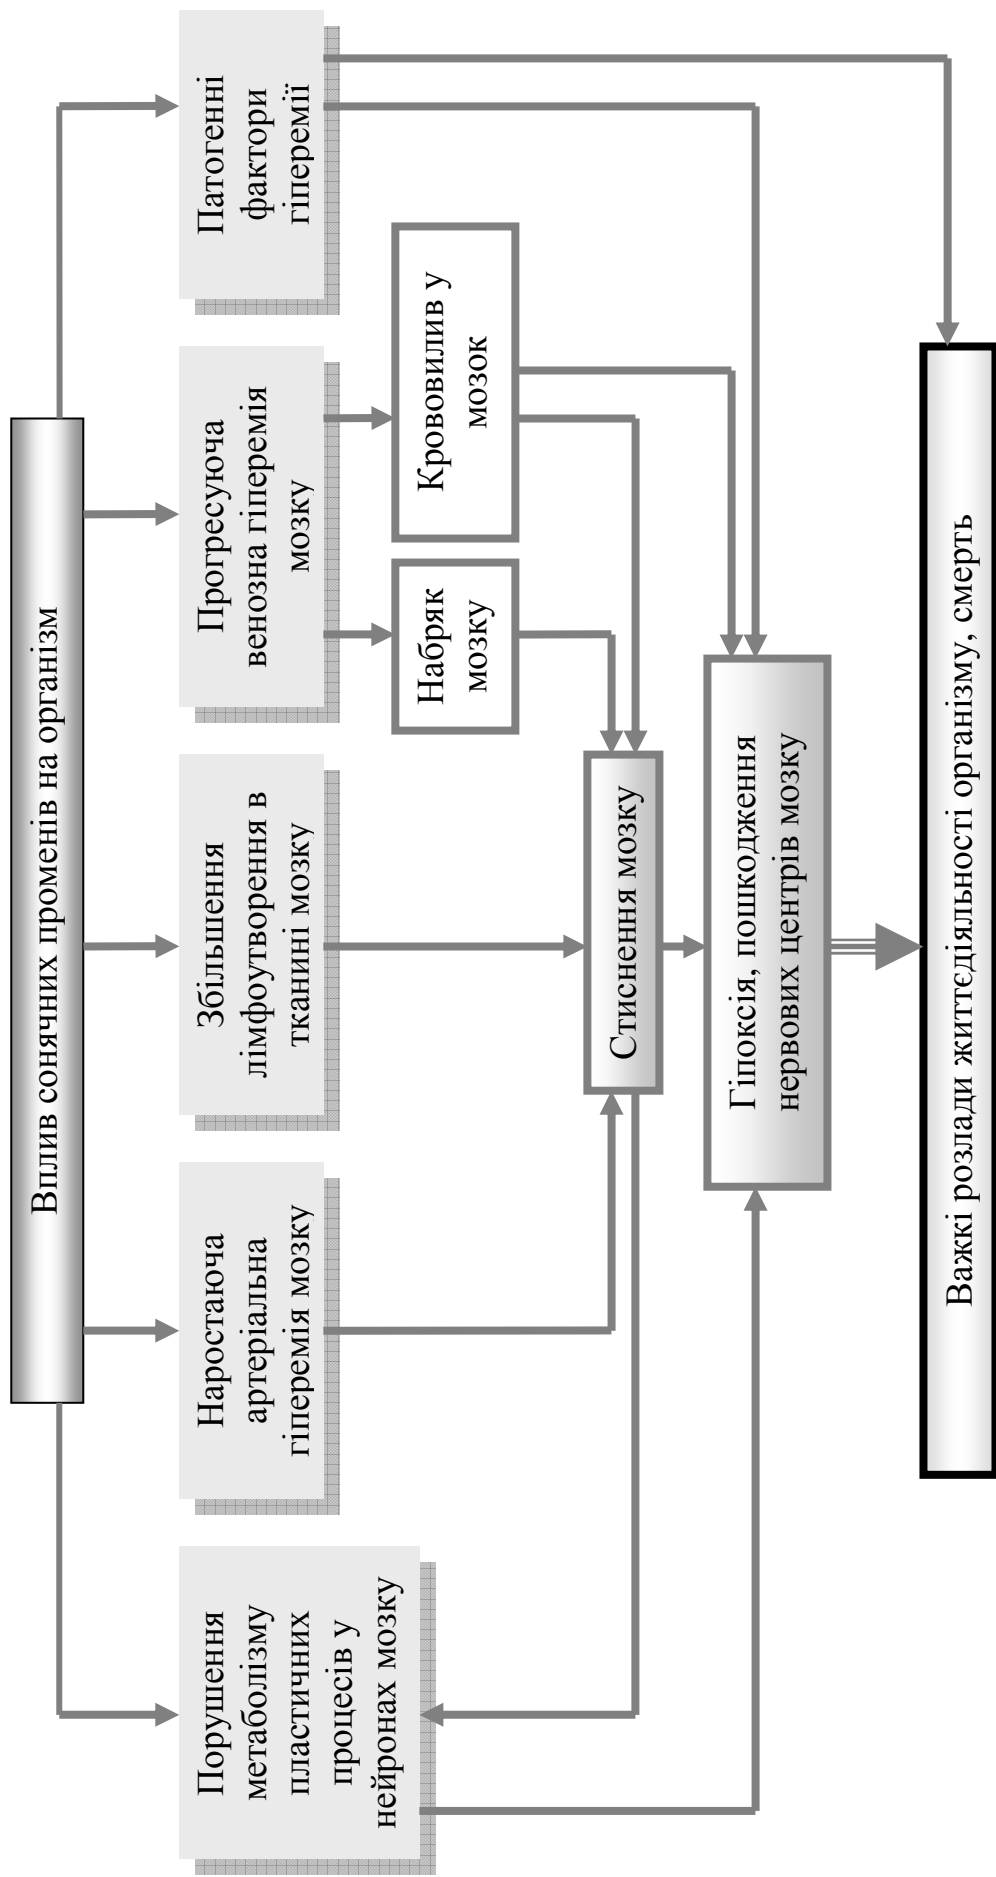 Вплив сонячних променів на організм
Порушення
метаболізму
пластичних
процесів у
нейронах мозку
Наростаюча
артеріальна
гіперемія мозку
Збільшення
лімфоутворення в
тканині мозку
Прогресуюча
венозна гіперемія
мозку
Патогенні
фактори
гіперемії
Набряк
мозку
Крововилив у
мозок
Стиснення мозку
Гіпоксія, пошкодження
нервових центрів мозку
Важкі розлади життєдіяльності організму, смерть